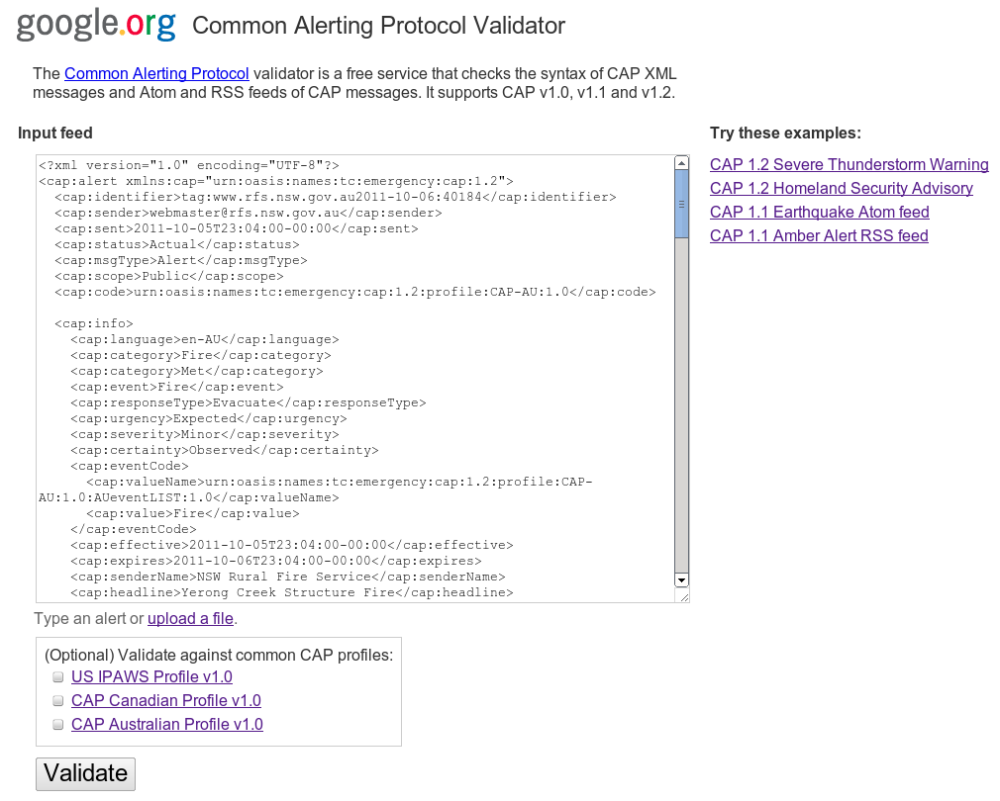 google.org Common Alerting Protocol Validator
The Common Alerting Protocol validator is a free service that checks the syntax of CAP XML
messages and Atom and RSS feeds of CAP messages. It supports CAP v1.0, v1.1 and v1.2.
Input feed
<?xml version="1.0" encoding="UTF-8"?>
<cap:alert xmlns:cap="urn:oasis:names:tc:emergency:cap:1.2">
<cap:identifier>tag:www.rfs.nsw.gov.au2011-10-06:40184</cap:identifier>
<cap:sender>webmaster@rfs.nsw.gov.au</cap:sender>
<cap:sent>2011-10-05T23:04:00-00:00</cap:sent>
<cap:status>Actual</cap:status>
<cap:msgType>Alert</cap:msgType>
<cap:scope>Public</cap:scope>
<cap:code>urn:oasis:names:tc:emergency:cap:1.2:profile:CAP-AU:1.0</cap:code>
<cap:info>
<cap:language>en-AU</cap:language>
<cap:category>Fire</cap:category>
<cap:category>Met</cap:category>
<cap:event>Fire</cap:event>
<cap:responseType>Evacuate</cap:responseType>
<cap:urgency>Expected</cap:urgency>
<cap:severity>Minor</cap:severity>
<cap:certainty>Observed</cap:certainty>
<cap:eventCode>
<cap:valueName>urn:oasis:names:tc:emergency:cap:1.2:profile:CAP-
AU:1.0:AUeventLIST:1.0</cap:valueName>
<cap:value>Fire</cap:value>
</cap:eventCode>
<cap:effective>2011-10-05T23:04:00-00:00</cap:effective>
<cap:expires>2011-10-06T23:04:00-00:00</cap:expires>
<cap:senderName>NSW Rural Fire Service</cap:senderName>
<cap:headline>Yerong Creek Structure Fire</cap:headline>
Type an alert or upload a file.
(Optional) Validate against common CAP profiles:
US IPAWS Profile v1.0
CAP Canadian Profile v1.0
CAP Australian Profile v1.0
Validate
Try these examples:
CAP 1.2 Severe Thunderstorm Warning
CAP 1.2 Homeland Security Advisory
CAP 1.1 Earthquake Atom feed
CAP 1.1 Amber Alert RSS feed